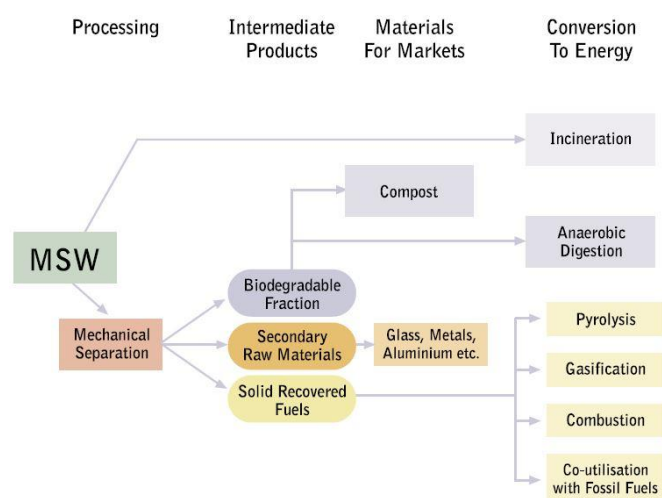 Processing
Intermediate
Products
Materials
For Markets
Conversion
To Energy
Incineration
Compost
Anaerobic
Digestion
MSW
Biodegradable
Fraction
Mechanical
Separation
Secondary
Raw Materials
Glass, Metals,
Aluminium etc.
Solid Recovered
Fuels
Pyrolysis
Gasification
Combustion
Co-utilisation
with Fossil Fuels